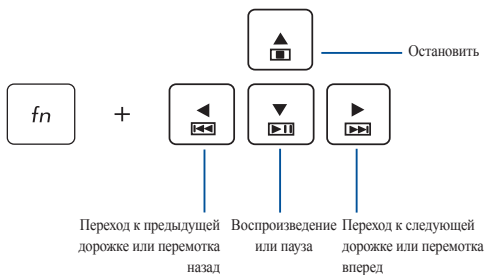 Остановить
fn
+
Переход к предыдущей
дорожке или перемотка
назад
Воспроизведение
или пауза
Переход к следующей
дорожке или перемотка
вперед